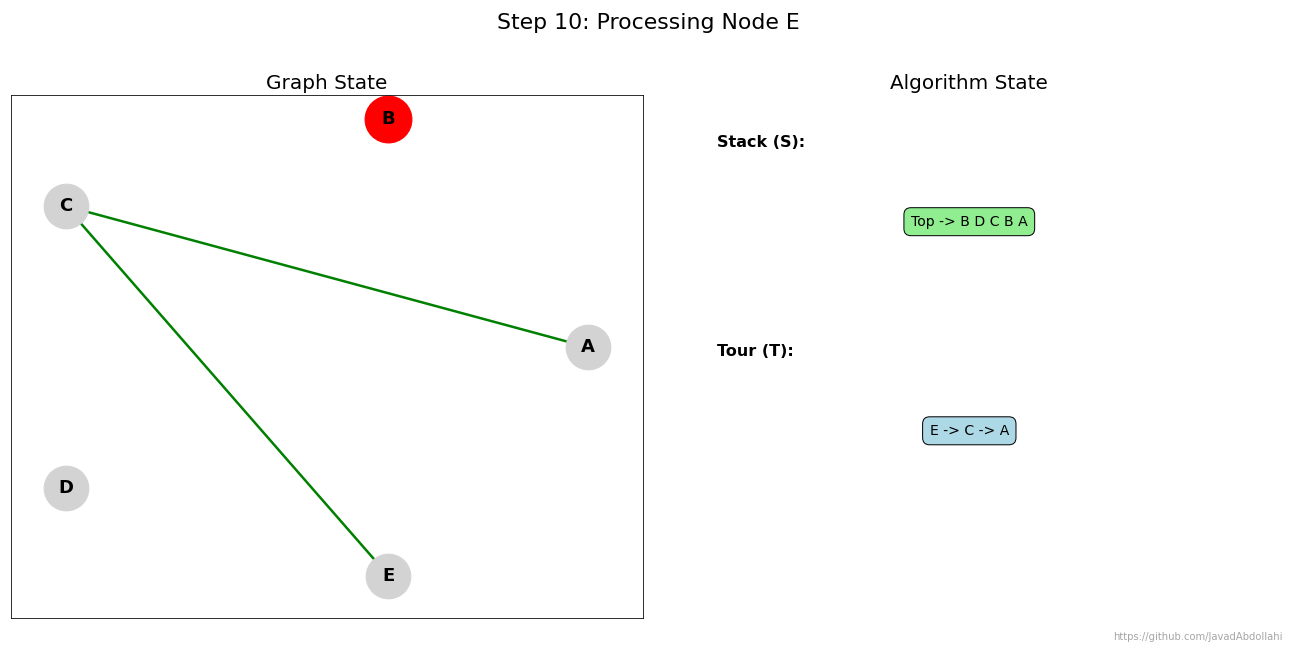 Step 10: Processing Node E
Graph State
B
C
A
D
E
Algorithm State
Stack (S):
Top -> B D C B A
Tour (T):
E -> C -> A
https://github.com/JavadAbdollahi